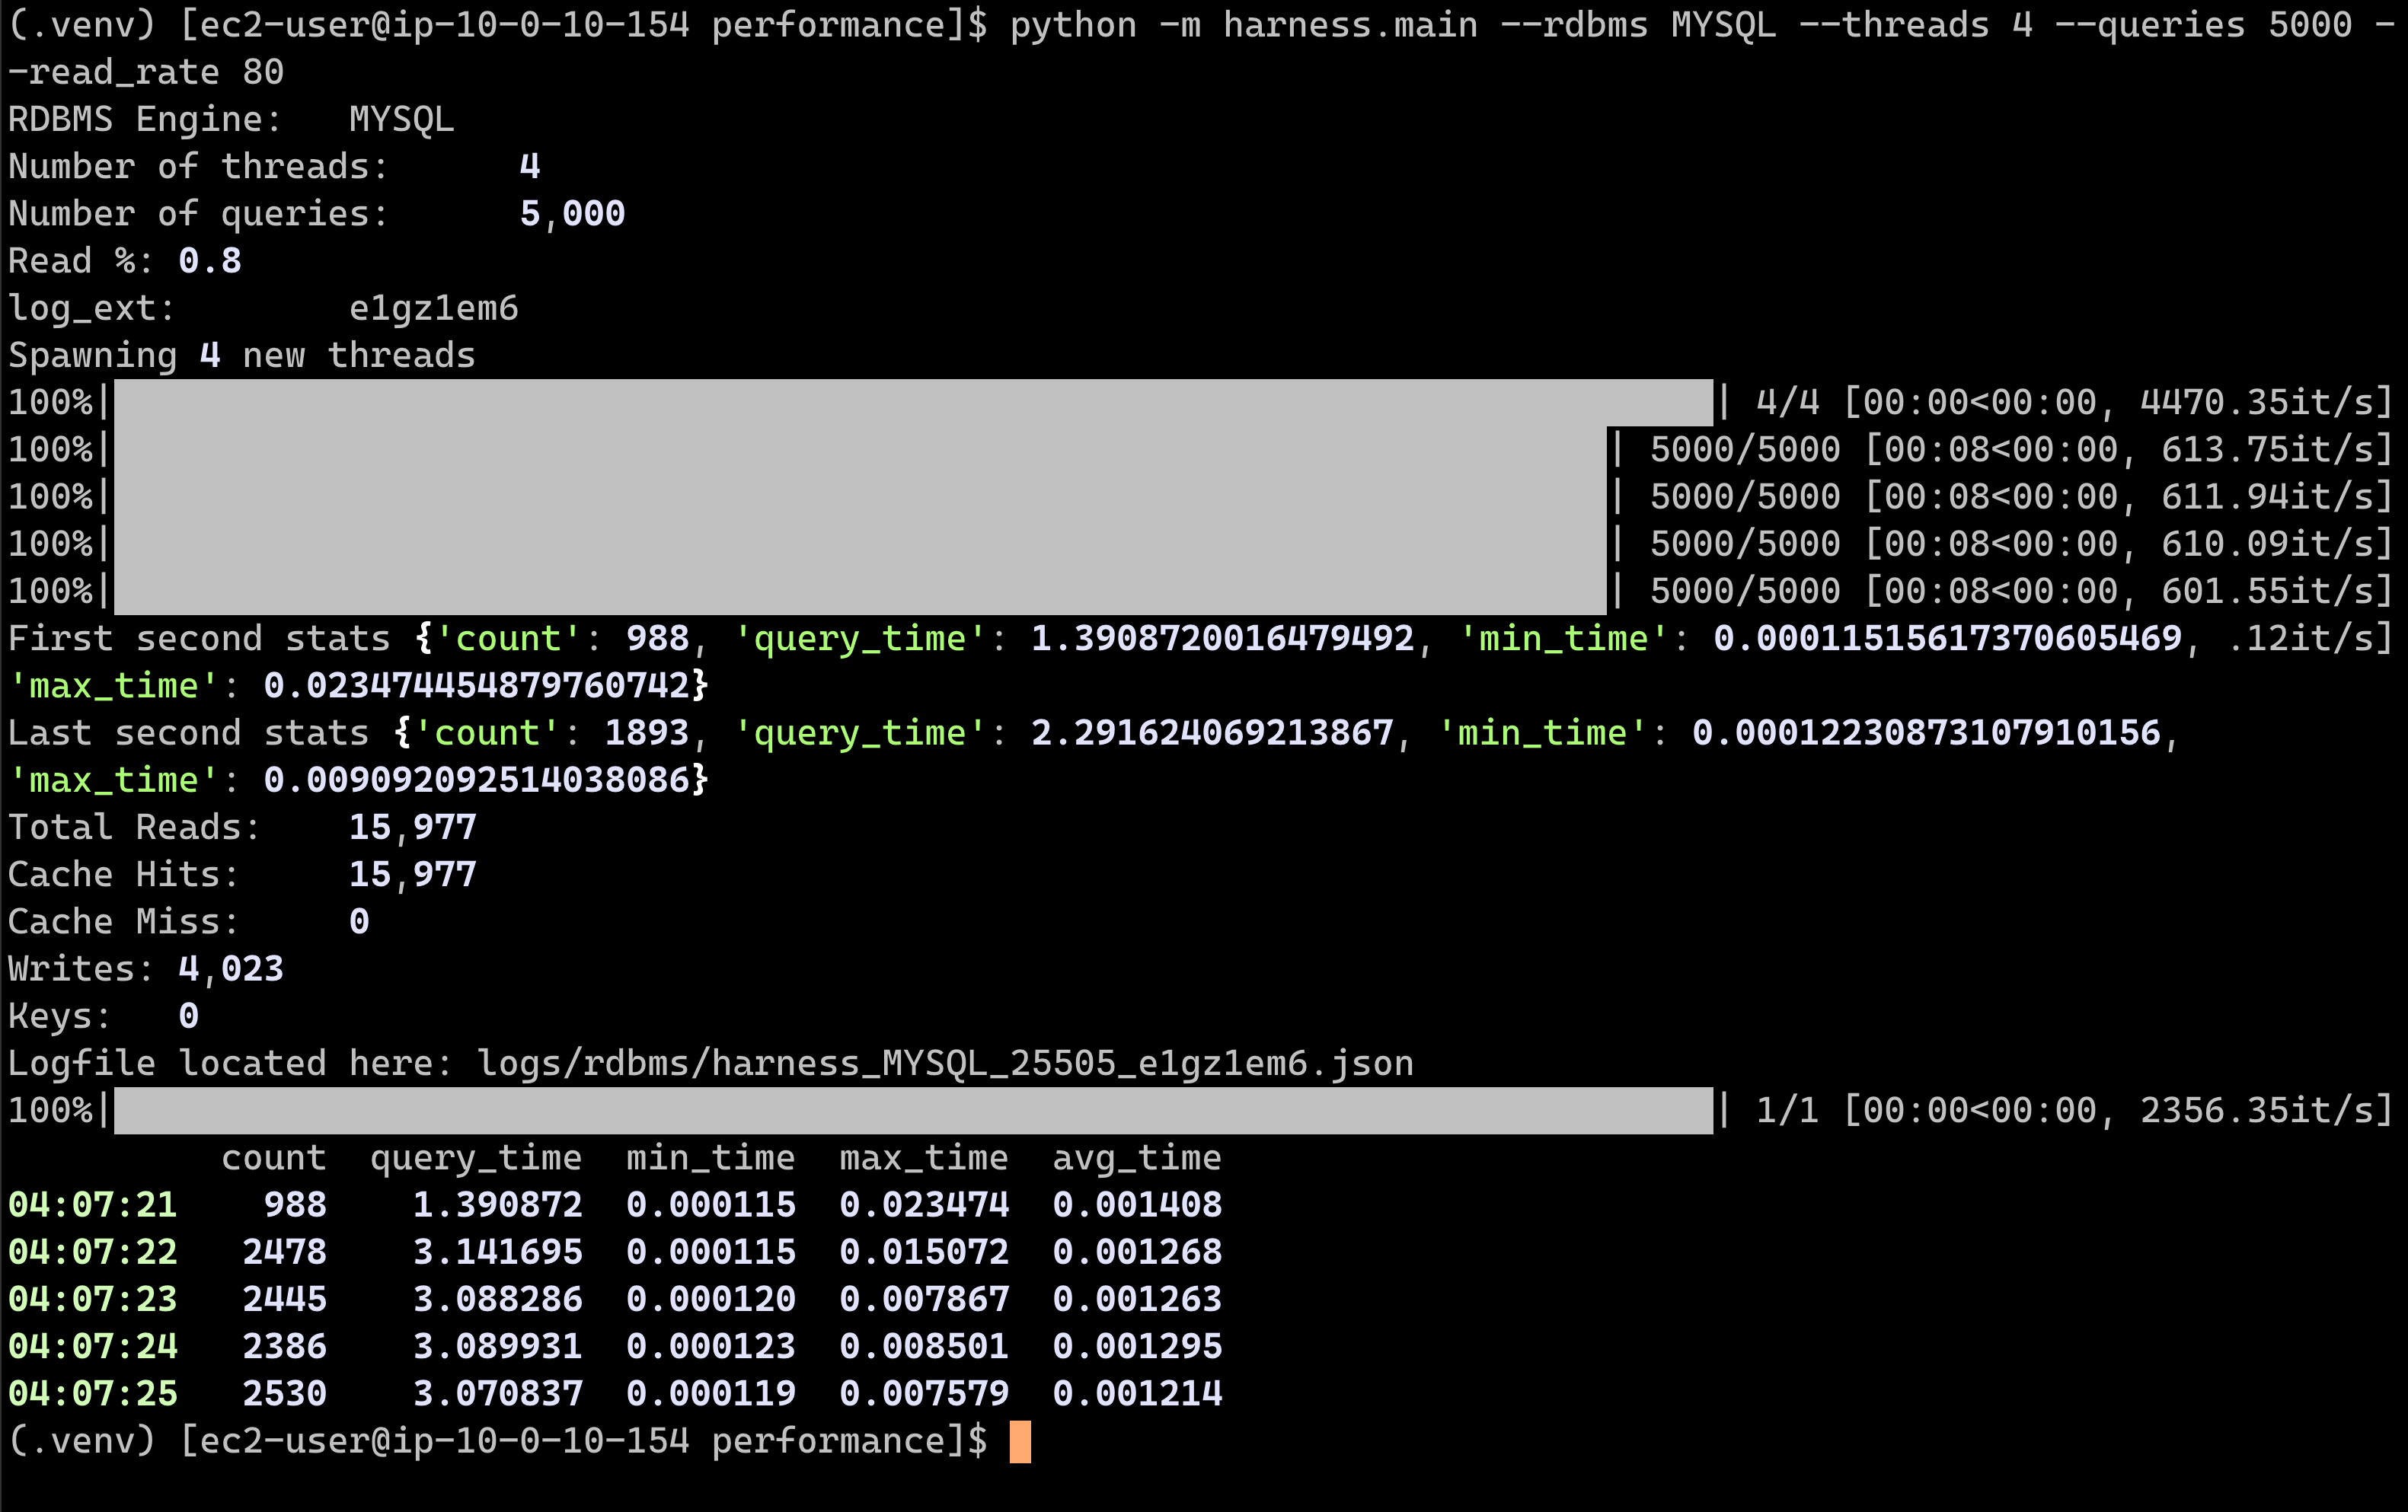 (.venv) [ec2-user@ip-10-0-10-154 performance]$ python -m harness.main --rdbms MYSQL --threads 4 --queries 5000 -
-read_rate 80
RDBMS Engine:   MYSQL
Number of threads:      4
Number of queries:      5,000
Read %: 0.8
log_ext:        e1gz1em6
Spawning 4 new threads
100%|| 4/4 [00:00<00:00, 4470.35it/s]
100%|| 5000/5000 [00:08<00:00, 613.75it/s]
100%|| 5000/5000 [00:08<00:00, 611.94it/s]
100%|| 5000/5000 [00:08<00:00, 610.09it/s]
100%|| 5000/5000 [00:08<00:00, 601.55it/s]
First second stats {'count': 988, 'query_time': 1.3908720016479492, 'min_time': 0.00011515617370605469, .12it/s]
'max_time': 0.0234744548797607​42}
Last second stats {'count': 1893, 'query_time': 2.291624069213867, 'min_time': 0.00012230873107910156,
'max_time': 0.009092092514038086}
Total Reads:    15,977
Cache Hits:     15,977
Cache Miss:     0
Writes: 4,023
Keys:   0
Logfile located here: logs/rdbms/harness_MYSQL_25505_e1gz1em6.json
100%|| 1/1 [00:00<00:00, 2356.35it/s]
          count  query_time  min_time  max_time  avg_time
04:07:21    988    1.390872  0.000115  0.023474  0.001408
04:07:22   2478    3.141695  0.000115  0.015072  0.001268
04:07:23   2445    3.088286  0.000120  0.007867  0.001263
04:07:24   2386    3.089931  0.000123  0.008501  0.001295
04:07:25   2530    3.070837  0.000119  0.007579  0.001214
(.venv) [ec2-user@ip-10-0-10-154 performance]$